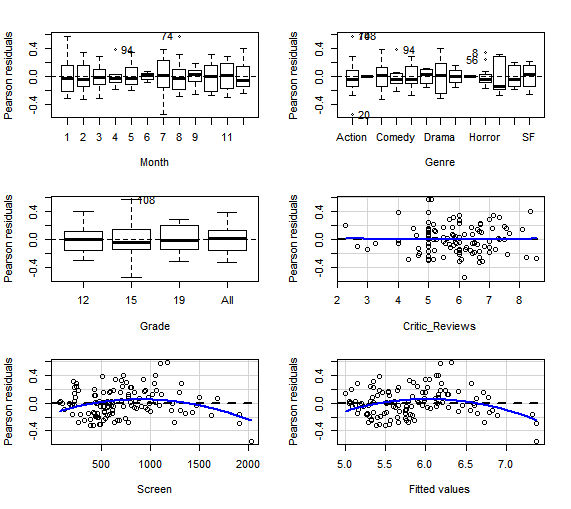 74
94
Pearson residuals
-0.4 0.0 0.4
1 2 3 4 5 6 7 8 9 11
Month
94
8
56
20
Pearson residuals
-0.4 0.0 0.4
Action Comedy Drama Horror SF
Genre
108
Pearson residuals
-0.4 0.0 0.4
12 15 19 All
Grade
Pearson residuals
-0.4 0.0 0.4
2 3 4 5 6 7 8
Critic_Reviews
Pearson residuals
-0.4 0.0 0.4
500 1000 1500 2000
Screen
Pearson residuals
-0.4 0.0 0.4
5.0 5.5 6.0 6.5 7.0
Fitted values